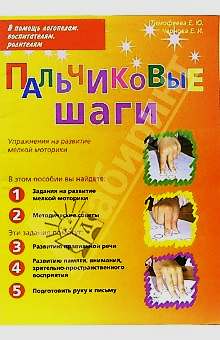 В помощь логопедам,
воспитателям,
родителям
Тимофеева Е. Ю.
Чернова Е. И.
ПАЛЬЧИКОВЫЕ
ШАГИ
Упражнения на развитие
мелкой моторики
В этом пособии вы найдете:
1 Задания на развитие
мелкой моторики
2 Методические советы
Эти задания помогут:
3 Развитию правильной речи
4 Развитию памяти, внимания,
зрительно-пространственного
восприятия
5 Подготовить руку к письму